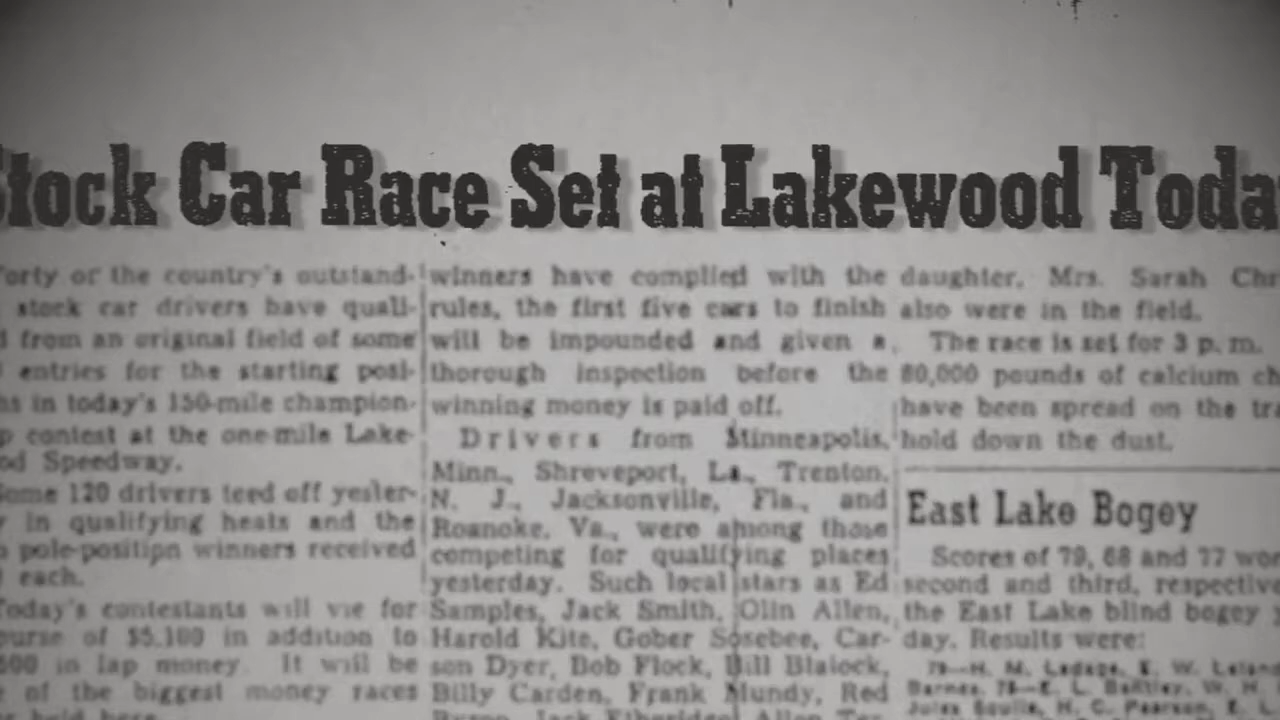 Stock Car Race Set at Lakewood Today
Forty of the country's outstand-
stock car drivers have quali-
from an original field of some
entries for the starting posi-
in today's 150-mile champion-
contest at the one-mile Lake-
Speedway.
Some 120 drivers teed off yester-
in qualifying heats and the
pole-position winners received
each.
Today's contestants will vie for
of $5,100 in addition to
in lap money. It will be
of the biggest money races
held here.
winners have complied with the
rules, the first five cars to finish
will be impounded and given a
thorough inspection before the
winning money is paid off.
Drivers from Minneapolis,
Minn., Shreveport, La., Trenton,
N. J., Jacksonville, Fla., and
Roanoke, Va., were among those
competing for qualifying places
yesterday. Such local stars as Ed
Samples, Jack Smith, Olin Allen,
Harold Kite, Gober Sosebee, Car-
son Dyer, Bob Flock, Bill Blalock,
Billy Carden, Frank Mundy, Red
daughter, Mrs. Sarah
also were in the field.
The race is set for 3 p. m.
80,000 pounds of calcium
have been spread on the
hold down the dust.
East Lake Bogey
Scores of 79, 68 and 77
second and third,
the East Lake blind bogey
day. Results were: